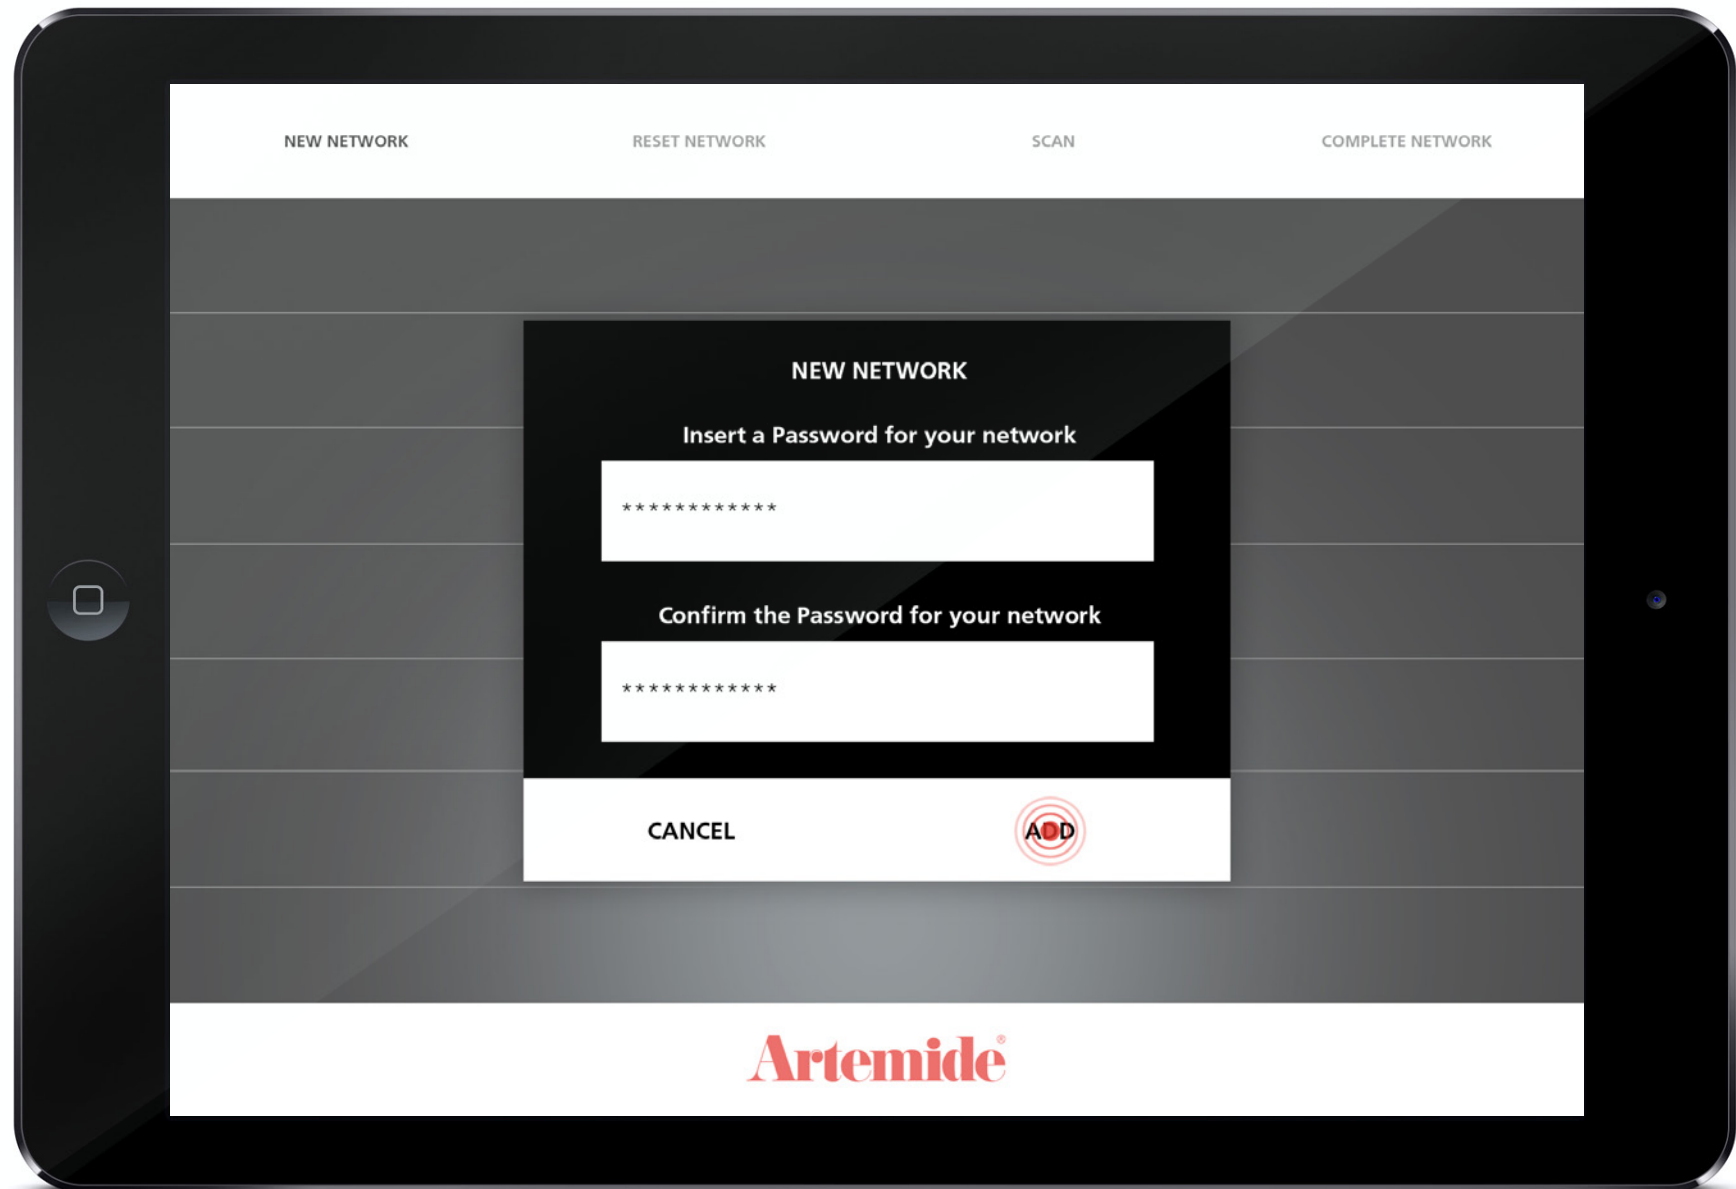 NEW NETWORK RESET NETWORK SCAN COMPLETE NETWORK
NEW NETWORK
Insert a Password for your network
************
Confirm the Password for your network
************
CANCEL ADD
Artemide®